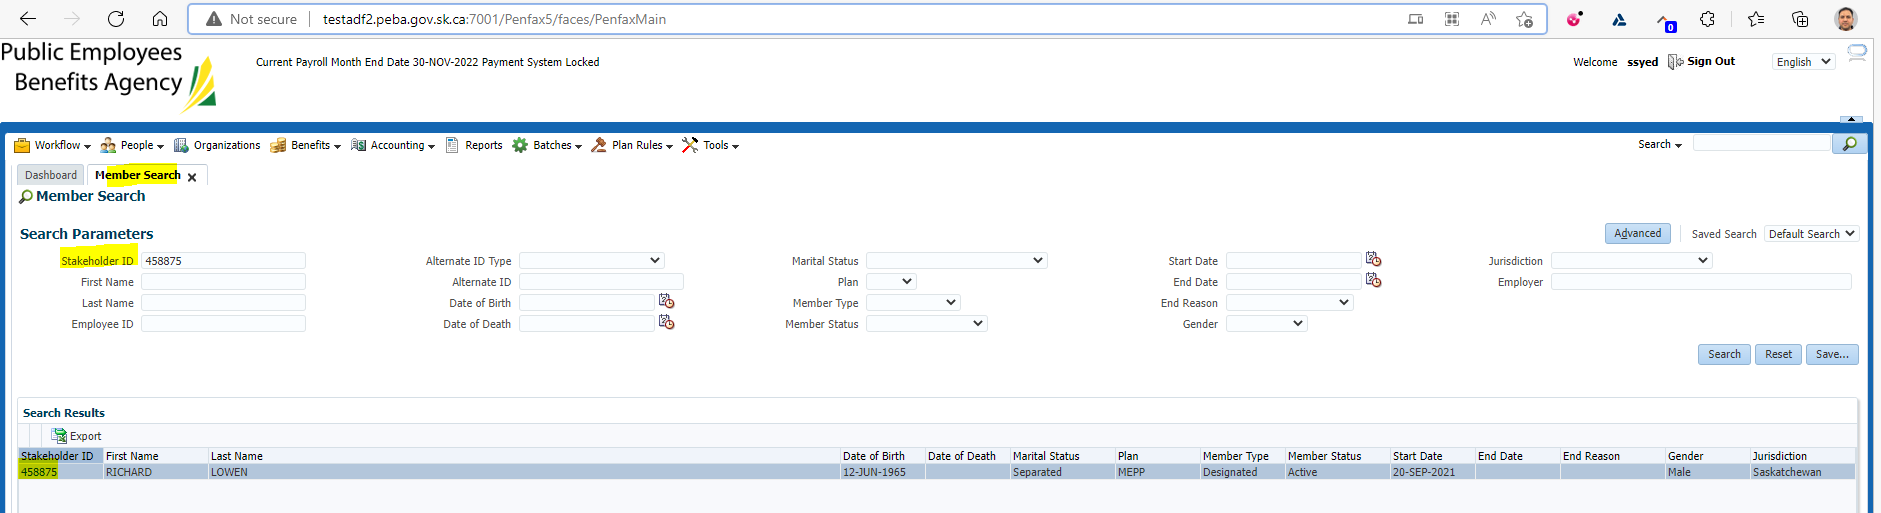 Not secure testadf2.peba.gov.sk.ca:7001/Penfax5/faces/PenfaxMain
0
Public Employees
Benefits Agency
Current Payroll Month End Date 30-NOV-2022 Payment System Locked
Welcome ssyed Sign Out English
Workflow People Organizations Benefits Accounting Reports Batches Plan Rules Tools Search
Dashboard Member Search
Member Search
Search Parameters Advanced Saved Search Default Search
Stakeholder ID 458875 Alternate ID Type Marital Status Start Date Jurisdiction
First Name Alternate ID Plan End Date Employer
Last Name Date of Birth Member Type End Reason
Employee ID Date of Death Member Status Gender
Search Reset Save...
Search Results
Export
Stakeholder ID First Name Last Name Date of Birth Date of Death Marital Status Plan Member Type Member Status Start Date End Date End Reason Gender Jurisdiction
458875 RICHARD LOWEN 12-JUN-1965 Separated MEPP Designated Active 20-SEP-2021 Male Saskatchewan